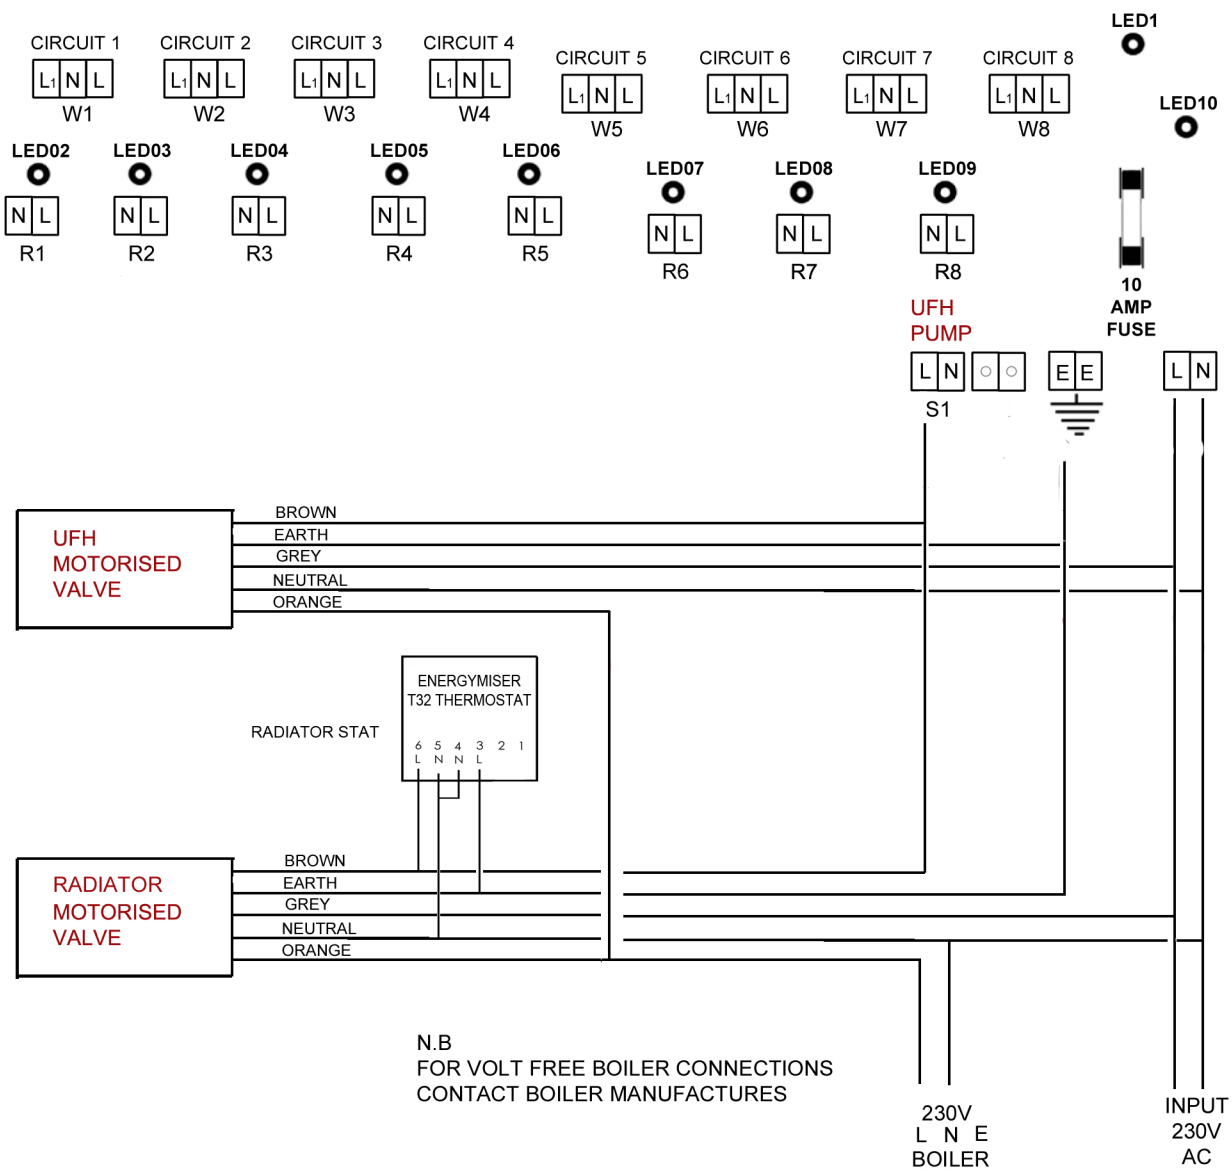 LED1
CIRCUIT 1 CIRCUIT 2 CIRCUIT 3 CIRCUIT 4
CIRCUIT 5 CIRCUIT 6 CIRCUIT 7 CIRCUIT 8
L1 N L L1 N L L1 N L L1 N L
L1 N L L1 N L L1 N L L1 N L
LED10
W1 W2 W3 W4
W5 W6 W7 W8
LED02 LED03 LED04 LED05 LED06
LED07 LED08 LED09
N L N L N L N L N L
N L N L N L
R1 R2 R3 R4 R5
R6 R7 R8
10
AMP
FUSE
UFH
PUMP
L N E E L N
S1
BROWN
EARTH
GREY
NEUTRAL
ORANGE
UFH
MOTORISED
VALVE
ENERGYMISER
T32 THERMOSTAT
RADIATOR STAT
6 5 4 3 2 1
L N N L
BROWN
EARTH
GREY
NEUTRAL
ORANGE
RADIATOR
MOTORISED
VALVE
N.B
FOR VOLT FREE BOILER CONNECTIONS
CONTACT BOILER MANUFACTURES
230V
L N E
BOILER
INPUT
230V
AC